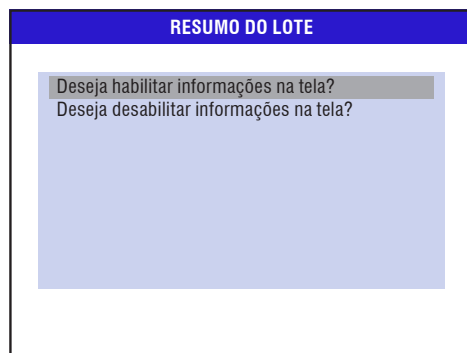 RESUMO DO LOTE
Deseja habilitar informações na tela?
Deseja desabilitar informações na tela?